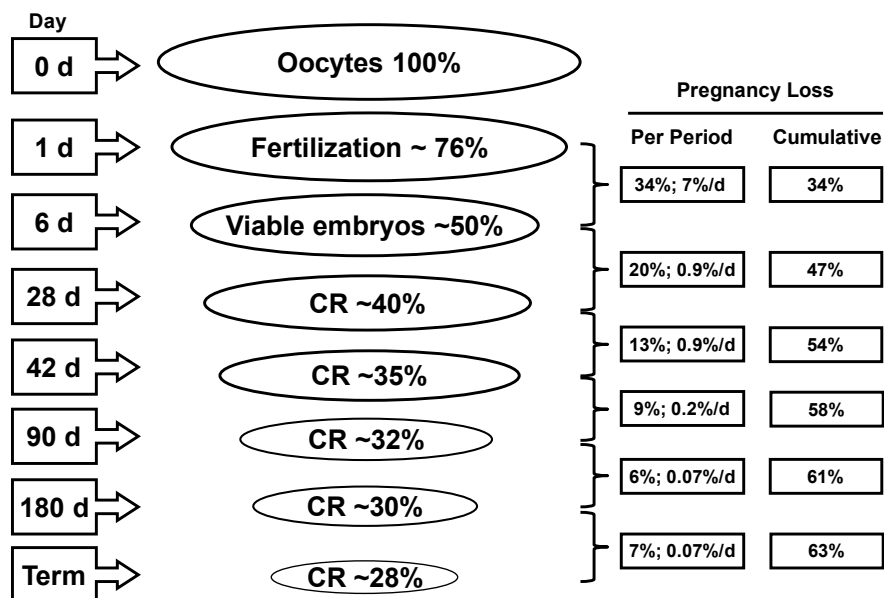 Day
0 d
Oocytes 100%
Pregnancy Loss
Per Period
Cumulative
1 d
Fertilization ~ 76%
34%; 7%/d
34%
6 d
Viable embryos ~50%
20%; 0.9%/d
47%
28 d
CR ~40%
13%; 0.9%/d
54%
42 d
CR ~35%
9%; 0.2%/d
58%
90 d
CR ~32%
6%; 0.07%/d
61%
180 d
CR ~30%
7%; 0.07%/d
63%
Term
CR ~28%